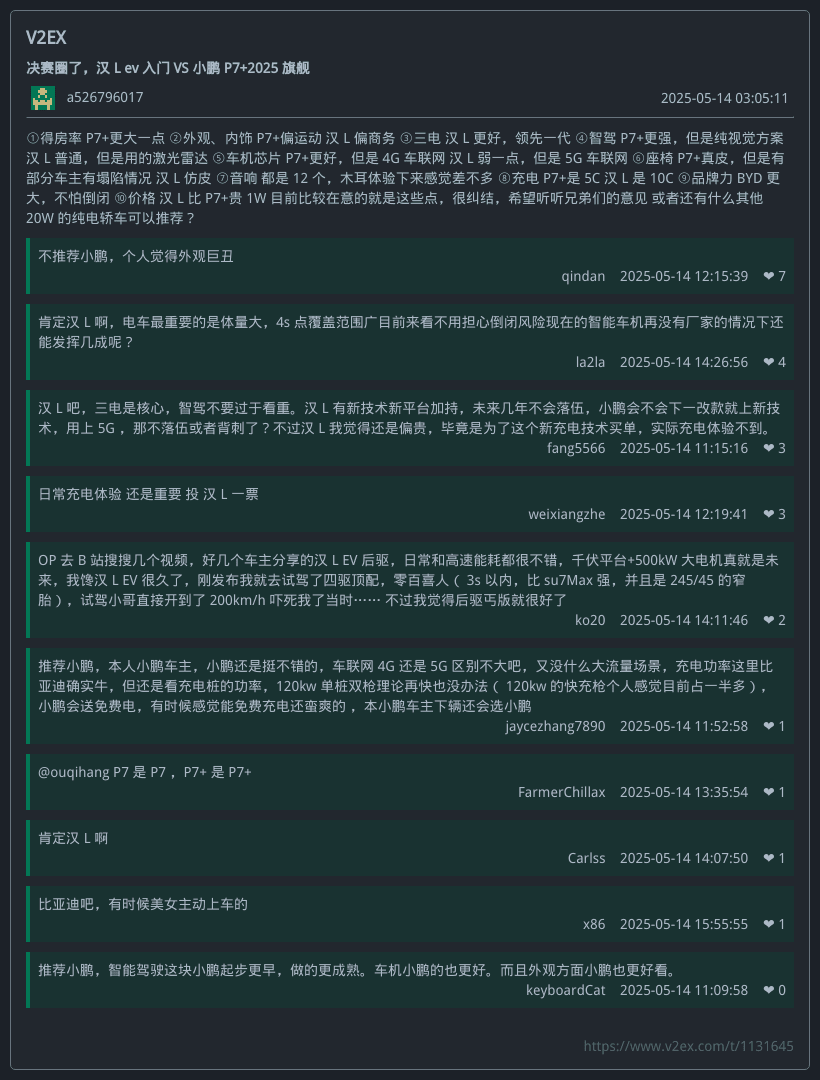 V2EX
决赛圈了，汉 L ev 入门 VS 小鹏 P7+2025 旗舰
a526796017
2025-05-14 03:05:11
①得房率 P7+更大一点 ②外观、内饰 P7+偏运动 汉 L 偏商务 ③三电 汉 L 更好，领先一代 ④智驾 P7+更强，但是纯视觉方案
汉 L 普通，但是用的激光雷达 ⑤车机芯片 P7+更好，但是 4G 车联网 汉 L 弱一点，但是 5G 车联网 ⑥座椅 P7+真皮，但是有
部分车主有塌陷情况 汉 L 仿皮 ⑦音响 都是 12 个，木耳体验下来感觉差不多 ⑧充电 P7+是 5C 汉 L 是 10C ⑨品牌力 BYD 更
大，不怕倒闭 ⑩价格 汉 L 比 P7+贵 1W 目前比较在意的就是这些点，很纠结，希望听听兄弟们的意见 或者还有什么其他
20W 的纯电轿车可以推荐？
不推荐小鹏，个人觉得外观巨丑
qindan 2025-05-14 12:15:39 ❤ 7
肯定汉 L 啊，电车最重要的是体量大，4s 点覆盖范围广目前来看不用担心倒闭风险现在的智能车机再没有厂家的情况下还
能发挥几成呢？
la2la 2025-05-14 14:26:56 ❤ 4
汉 L 吧，三电是核心，智驾不要过于看重。汉 L 有新技术新平台加持，未来几年不会落伍，小鹏会不会下一改款就上新技
术，用上 5G ，那不落伍或者背刺了？不过汉 L 我觉得还是偏贵，毕竟是为了这个新充电技术买单，实际充电体验不到。
fang5566 2025-05-14 11:15:16 ❤ 3
日常充电体验 还是重要 投 汉 L 一票
weixiangzhe 2025-05-14 12:19:41 ❤ 3
OP 去 B 站搜搜几个视频，好几个车主分享的汉 L EV 后驱，日常和高速能耗都很不错，千伏平台+500kW 大电机真就是未
来，我馋汉 L EV 很久了，刚发布我就去试驾了四驱顶配，零百喜人（ 3s 以内，比 su7Max 强，并且是 245/45 的窄
胎），试驾小哥直接开到了 200km/h 吓死我了当时…… 不过我觉得后驱丐版就很好了
ko20 2025-05-14 14:11:46 ❤ 2
推荐小鹏，本人小鹏车主，小鹏还是挺不错的，车联网 4G 还是 5G 区别不大吧，又没什么大流量场景，充电功率这里比
亚迪确实牛，但还是看充电桩的功率，120kw 单桩双枪理论再快也没办法（ 120kw 的快充枪个人感觉目前占一半多），
小鹏会送免费电，有时候感觉能免费充电还蛮爽的 ，本小鹏车主下辆还会选小鹏
jaycezhang7890 2025-05-14 11:52:58 ❤ 1
@ouqihang P7 是 P7 ，P7+ 是 P7+
FarmerChillax 2025-05-14 13:35:54 ❤ 1
肯定汉 L 啊
Carlss 2025-05-14 14:07:50 ❤ 1
比亚迪吧，有时候美女主动上车的
x86 2025-05-14 15:55:55 ❤ 1
推荐小鹏，智能驾驶这块小鹏起步更早，做的更成熟。车机小鹏的也更好。而且外观方面小鹏也更好看。
keyboardCat 2025-05-14 11:09:58 ❤ 0
https://www.v2ex.com/t/1131645